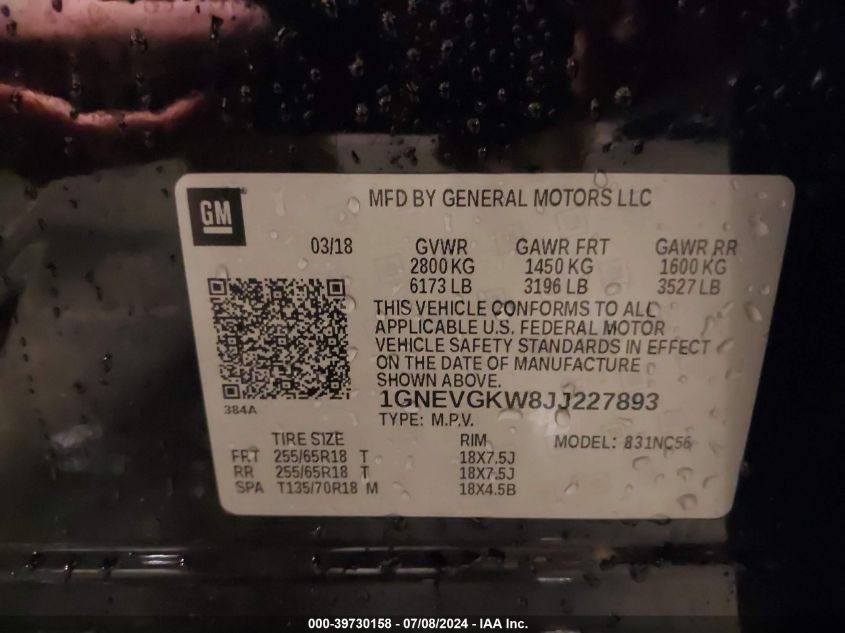 GM
MFD BY GENERAL MOTORS LLC
03/18 GVWR GAWR FRT GAWR RR
2800 KG 1450 KG 1600 KG
6173 LB 3196 LB 3527 LB
THIS VEHICLE CONFORMS TO ALL
APPLICABLE U.S. FEDERAL MOTOR
VEHICLE SAFETY STANDARDS IN EFFECT
ON THE DATE OF MANUFACTURE
SHOWN ABOVE.
384A
1GNEVGKW8JJ227893
TYPE: M.P.V.
TIRE SIZE RIM MODEL: 831NC56
FRT 255/65R18 T 18X7.5J
RR 255/65R18 T 18X7.5J
SPA T135/70R18 M 18X4.5B
000-39730158 - 07/08/2024 - IAA Inc.